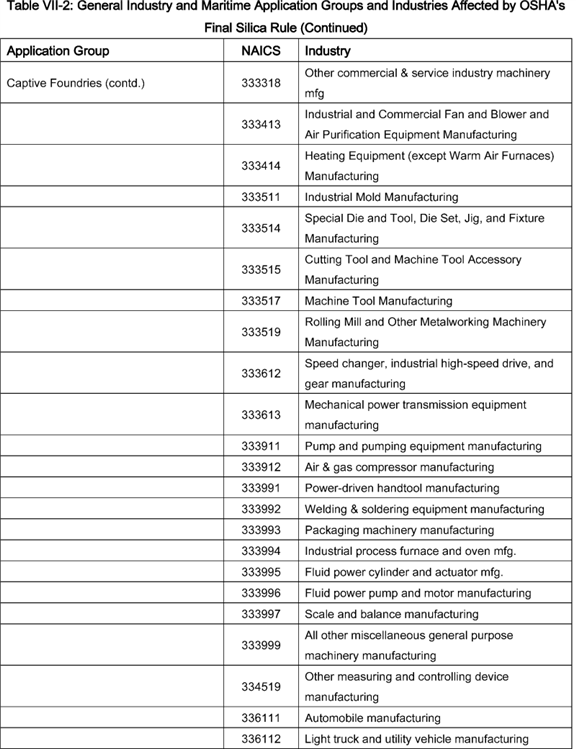 Table VII-2: General Industry and Maritime Application Groups and Industries Affected by OSHA's
Final Silica Rule (Continued)
Application Group NAICS Industry
Captive Foundries (contd.) 333318 Other commercial & service industry machinery
mfg
333413 Industrial and Commercial Fan and Blower and
Air Purification Equipment Manufacturing
333414 Heating Equipment (except Warm Air Furnaces)
Manufacturing
333511 Industrial Mold Manufacturing
333514 Special Die and Tool, Die Set, Jig, and Fixture
Manufacturing
333515 Cutting Tool and Machine Tool Accessory
Manufacturing
333517 Machine Tool Manufacturing
333519 Rolling Mill and Other Metalworking Machinery
Manufacturing
333612 Speed changer, industrial high-speed drive, and
gear manufacturing
333613 Mechanical power transmission equipment
manufacturing
333911 Pump and pumping equipment manufacturing
333912 Air & gas compressor manufacturing
333991 Power-driven handtool manufacturing
333992 Welding & soldering equipment manufacturing
333993 Packaging machinery manufacturing
333994 Industrial process furnace and oven mfg.
333995 Fluid power cylinder and actuator mfg.
333996 Fluid power pump and motor manufacturing
333997 Scale and balance manufacturing
333999 All other miscellaneous general purpose
machinery manufacturing
334519 Other measuring and controlling device
manufacturing
336111 Automobile manufacturing
336112 Light truck and utility vehicle manufacturing